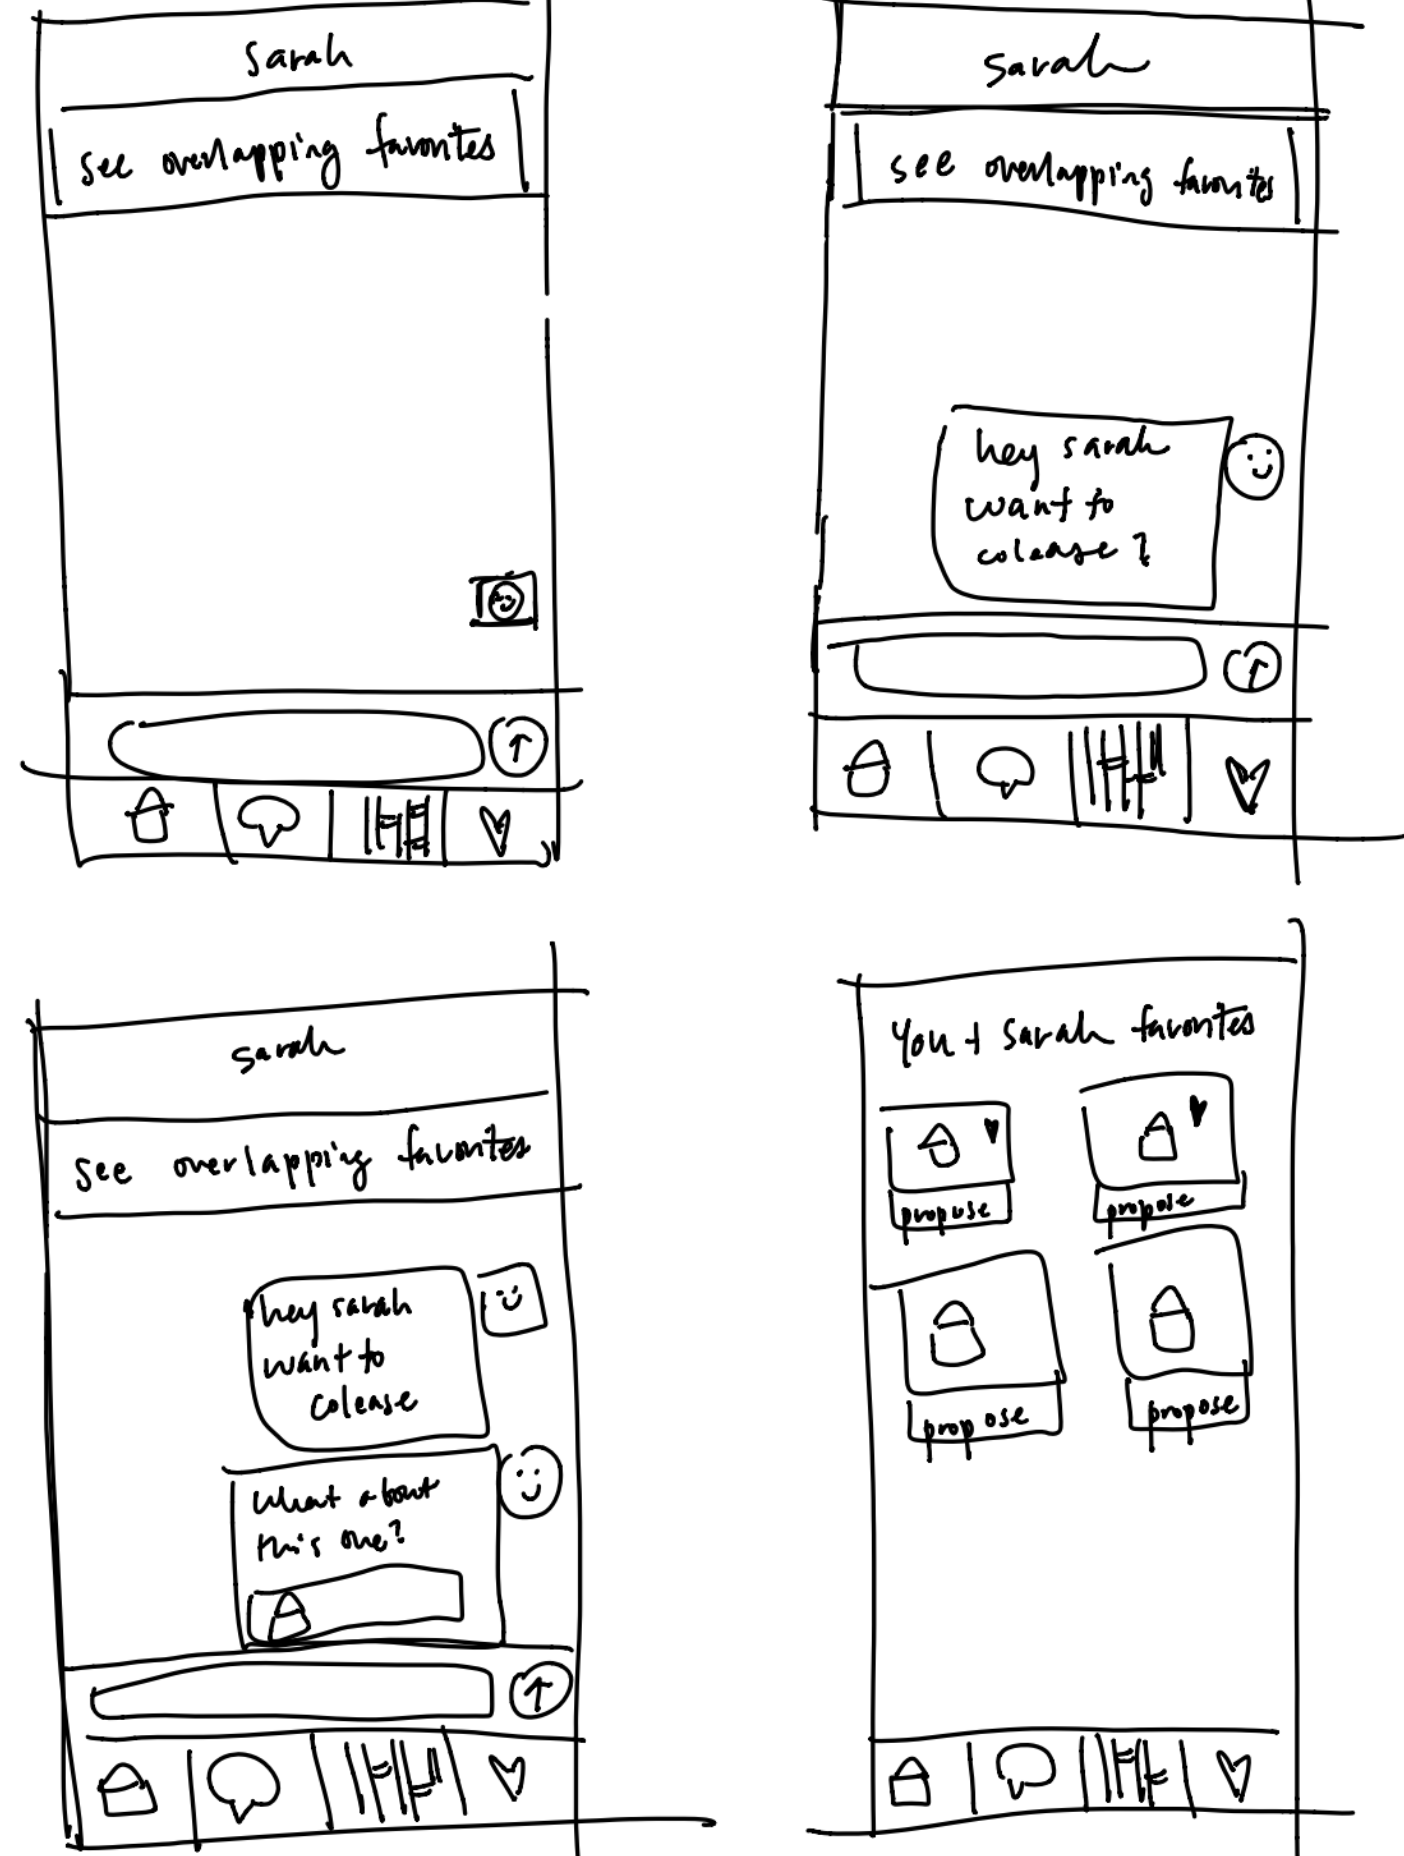 Sarah
see overlapping favorites
Sarah
see overlapping favorites
hey sarah
want to
colease?
sarah
see overlapping favorites
hey sarah
want to
colease
What about
this one?
You + Sarah favorites
propose
propose
propose
propose